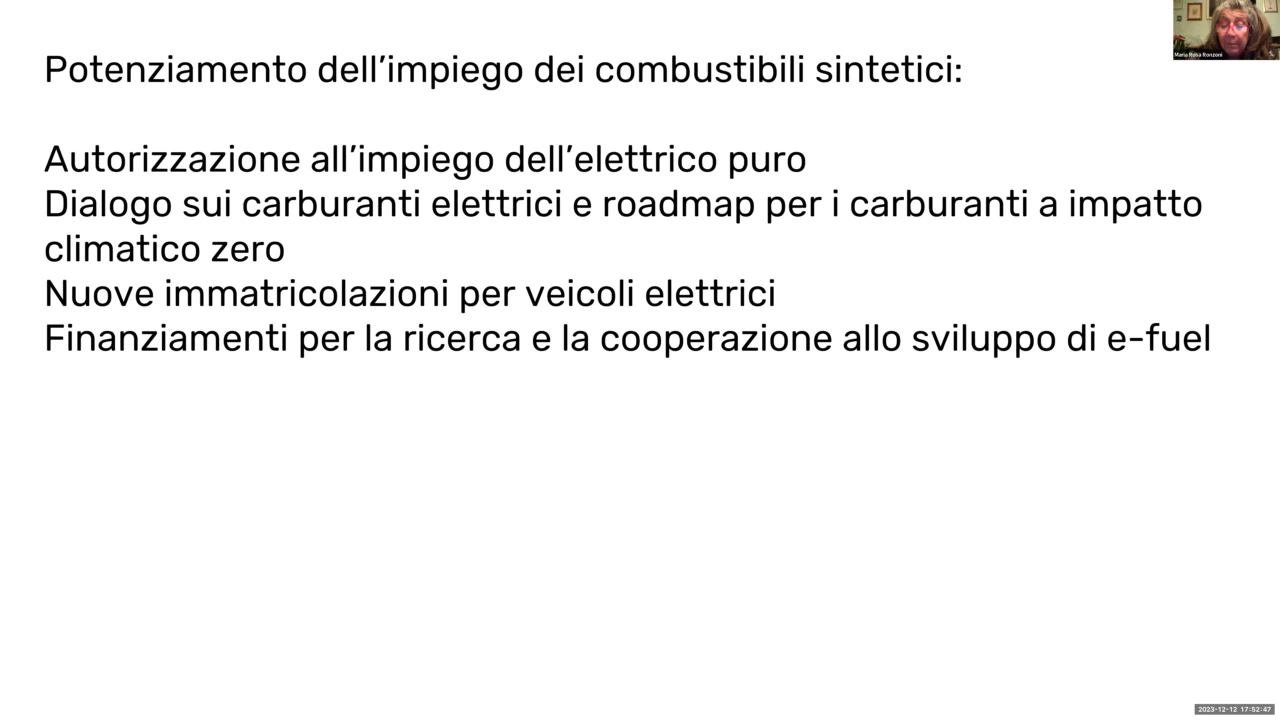 Potenziamento dell’impiego dei combustibili sintetici:
Autorizzazione all’impiego dell’elettrico puro
Dialogo sui carburanti elettrici e roadmap per i carburanti a impatto
climatico zero
Nuove immatricolazioni per veicoli elettrici
Finanziamenti per la ricerca e la cooperazione allo sviluppo di e-fuel
Maria Rosa Ronzoni
2023-12-12 17:52:47